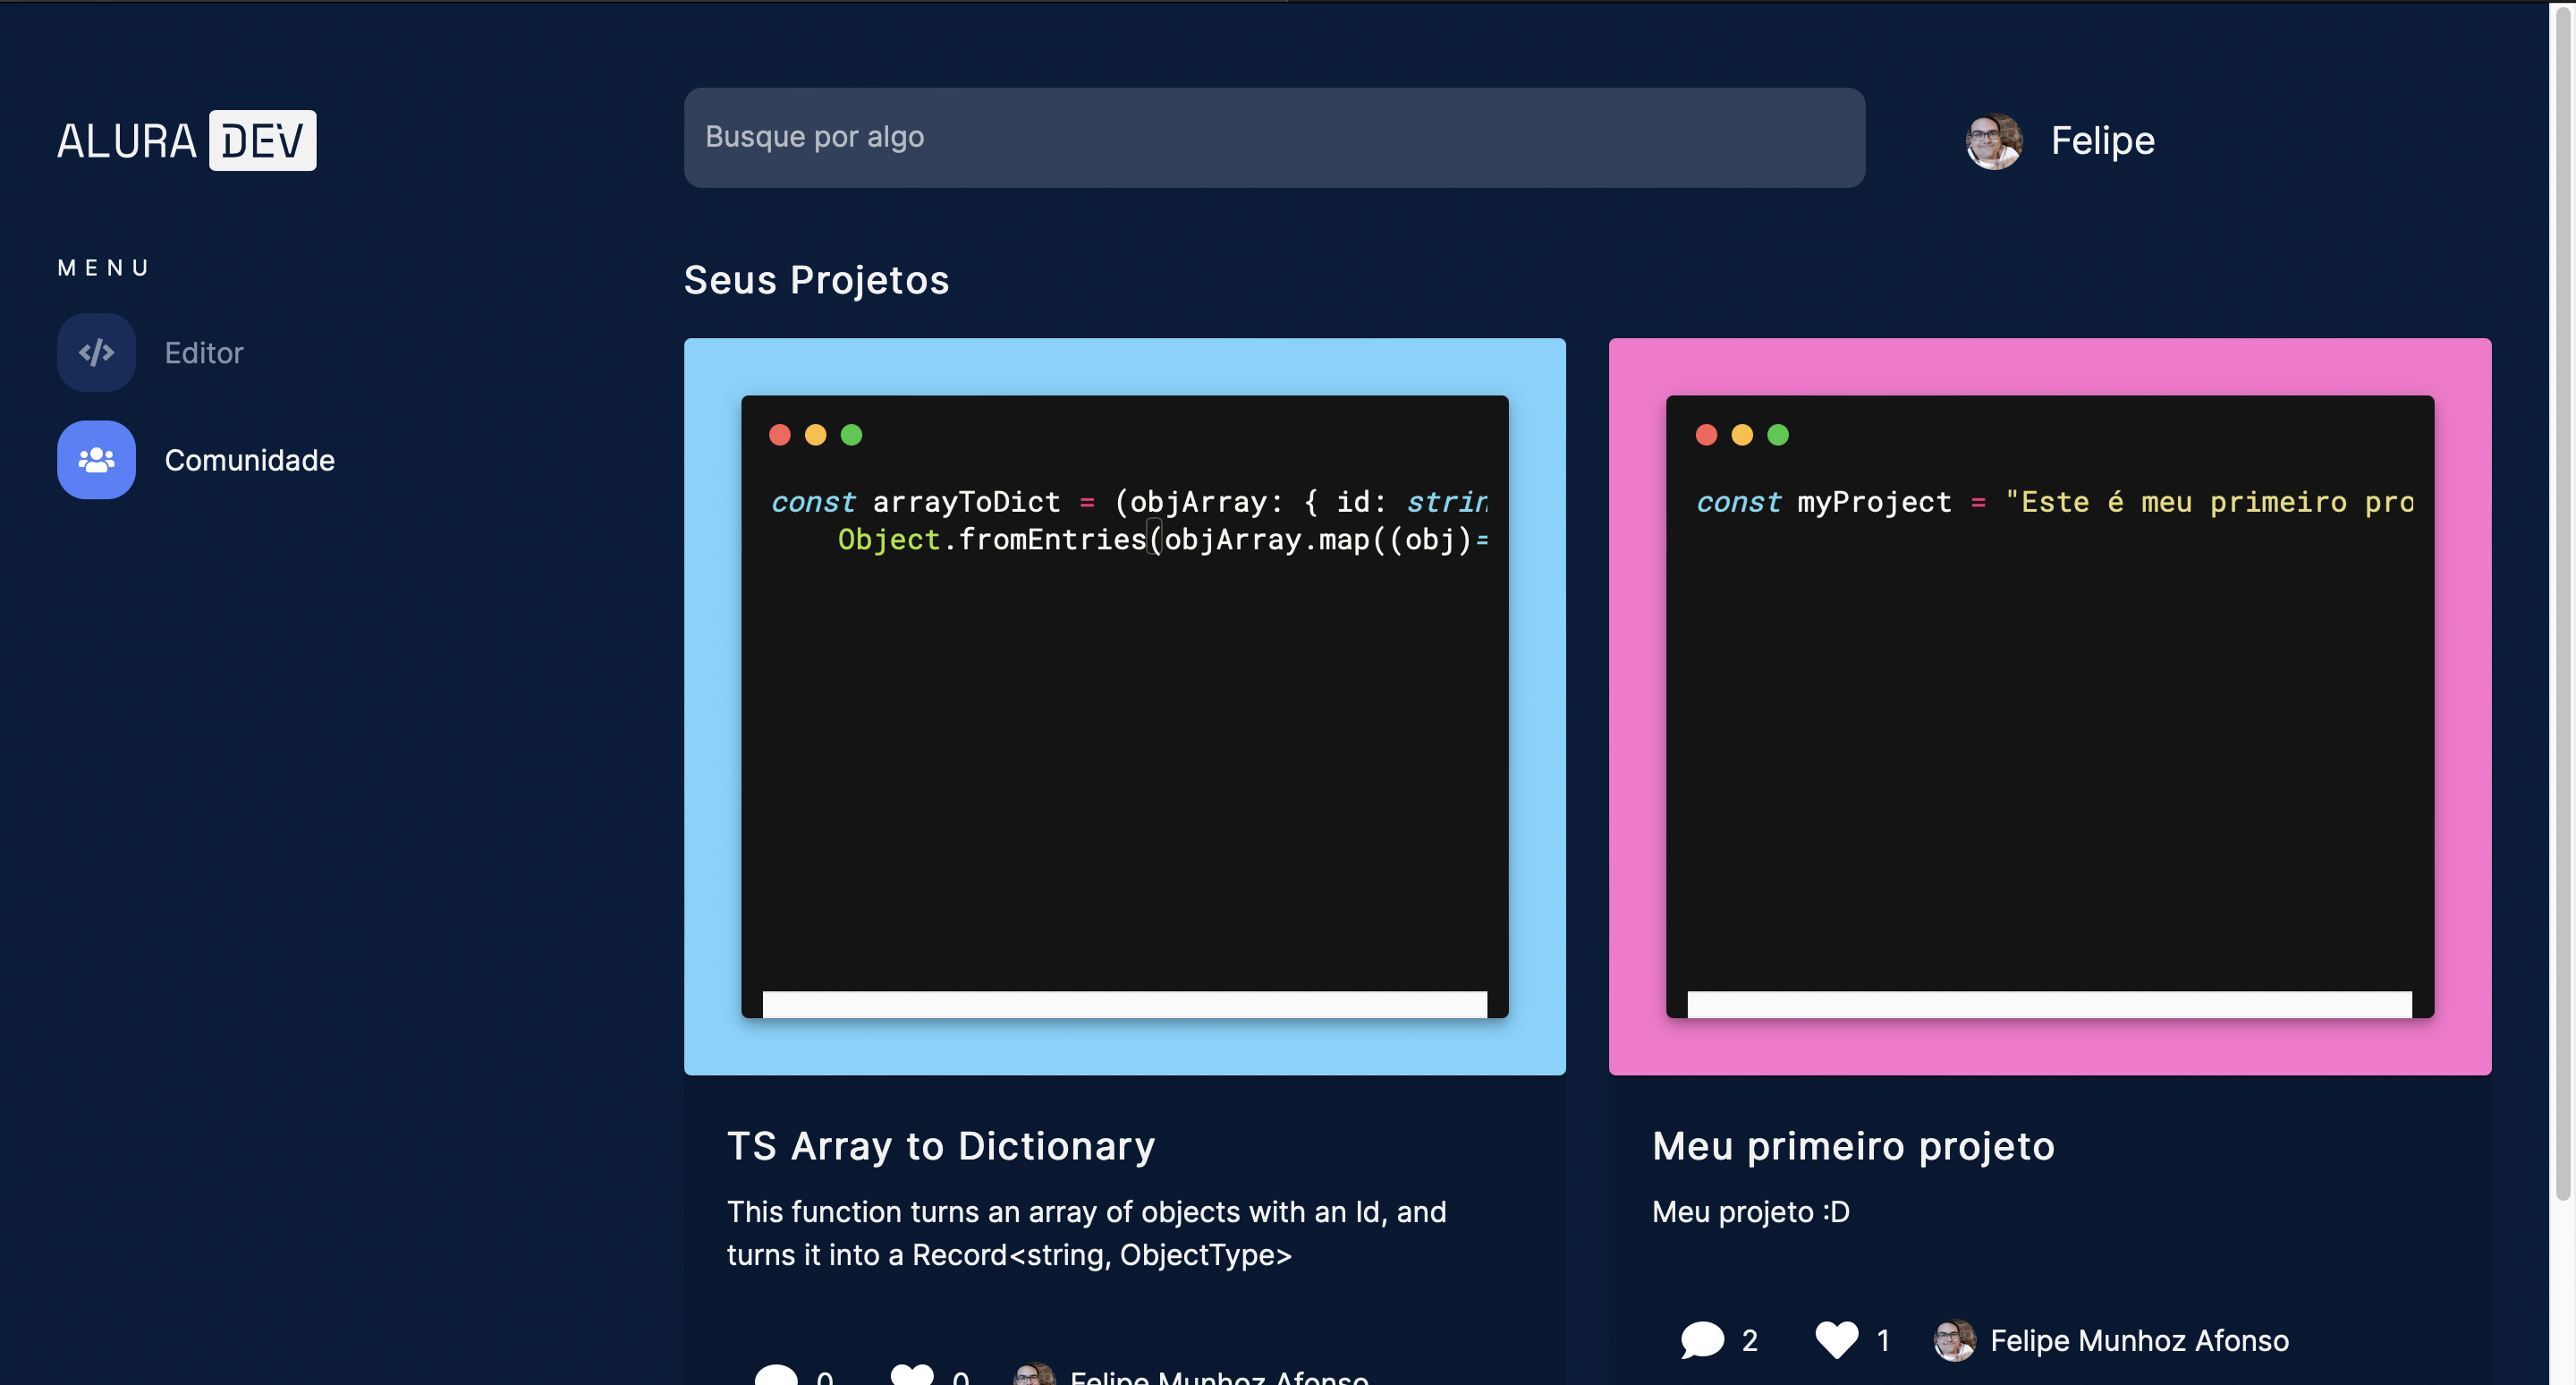 ALURA DEV
Busque por algo
Felipe
MENU
Editor
Comunidade
Seus Projetos
const arrayToDict = (objArray: { id: strin
Object.fromEntries(objArray.map((obj)=
const myProject = "Este é meu primeiro pro
TS Array to Dictionary
This function turns an array of objects with an Id, and
turns it into a Record<string, ObjectType>
0 0 Felipe Munhoz Afonso
Meu primeiro projeto
Meu projeto :D
2 1 Felipe Munhoz Afonso